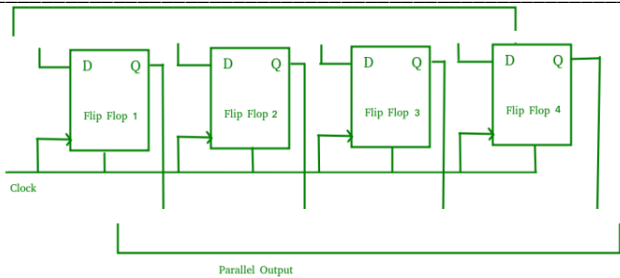 D Q D Q D Q D Q
Flip Flop 1 Flip Flop 2 Flip Flop 3 Flip Flop 4
Clock
Parallel Output